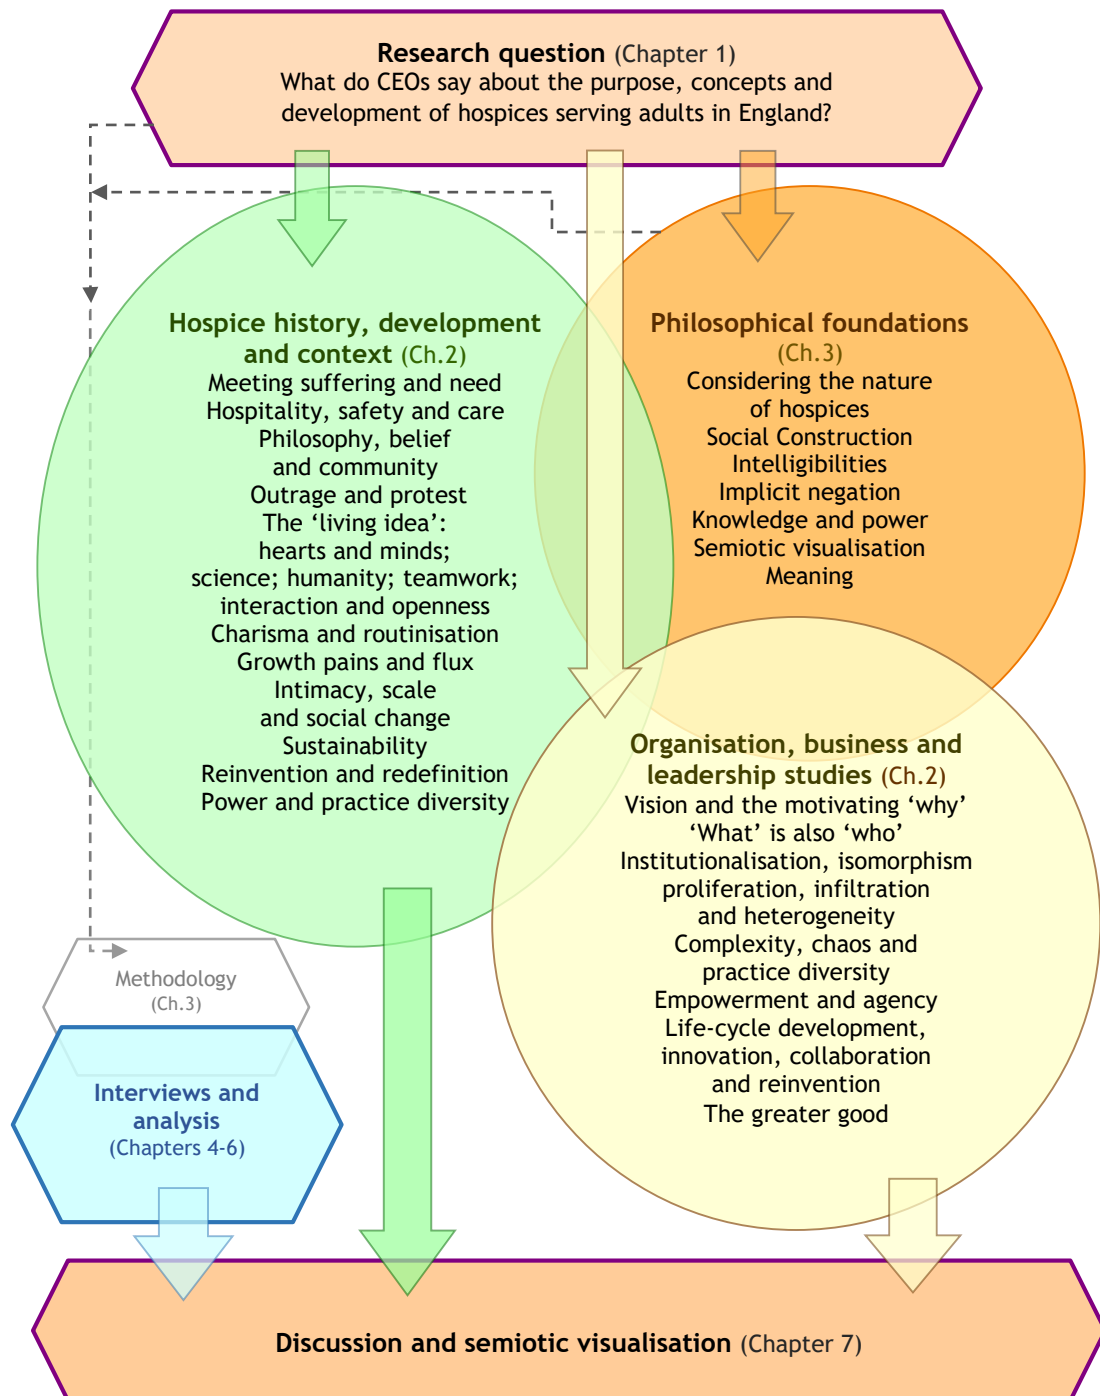 Research question (Chapter 1)
What do CEOs say about the purpose, concepts and
development of hospices serving adults in England?
Hospice history, development
and context (Ch.2)
Meeting suffering and need
Hospitality, safety and care
Philosophy, belief
and community
Outrage and protest
The ‘living idea’:
hearts and minds;
science; humanity; teamwork;
interaction and openness
Charisma and routinisation
Growth pains and flux
Intimacy, scale
and social change
Sustainability
Reinvention and redefinition
Power and practice diversity
Philosophical foundations
(Ch.3)
Considering the nature
of hospices
Social Construction
Intelligibilities
Implicit negation
Knowledge and power
Semiotic visualisation
Meaning
Organisation, business and
leadership studies (Ch.2)
Vision and the motivating ‘why’
‘What’ is also ‘who’
Institutionalisation, isomorphism
proliferation, infiltration
and heterogeneity
Complexity, chaos and
practice diversity
Empowerment and agency
Life-cycle development,
innovation, collaboration
and reinvention
The greater good
Methodology
(Ch.3)
Interviews and
analysis
(Chapters 4-6)
Discussion and semiotic visualisation (Chapter 7)